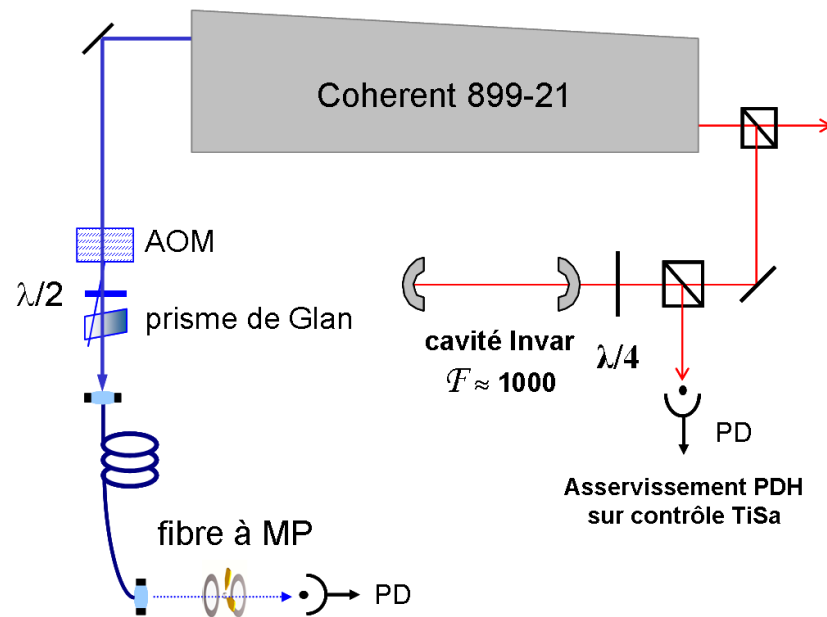 Coherent 899-21
AOM
λ/2
prisme de Glan
cavité Invar
ℱ ≈ 1000
λ/4
PD
Asservissement PDH
sur contrôle TiSa
fibre à MP
PD